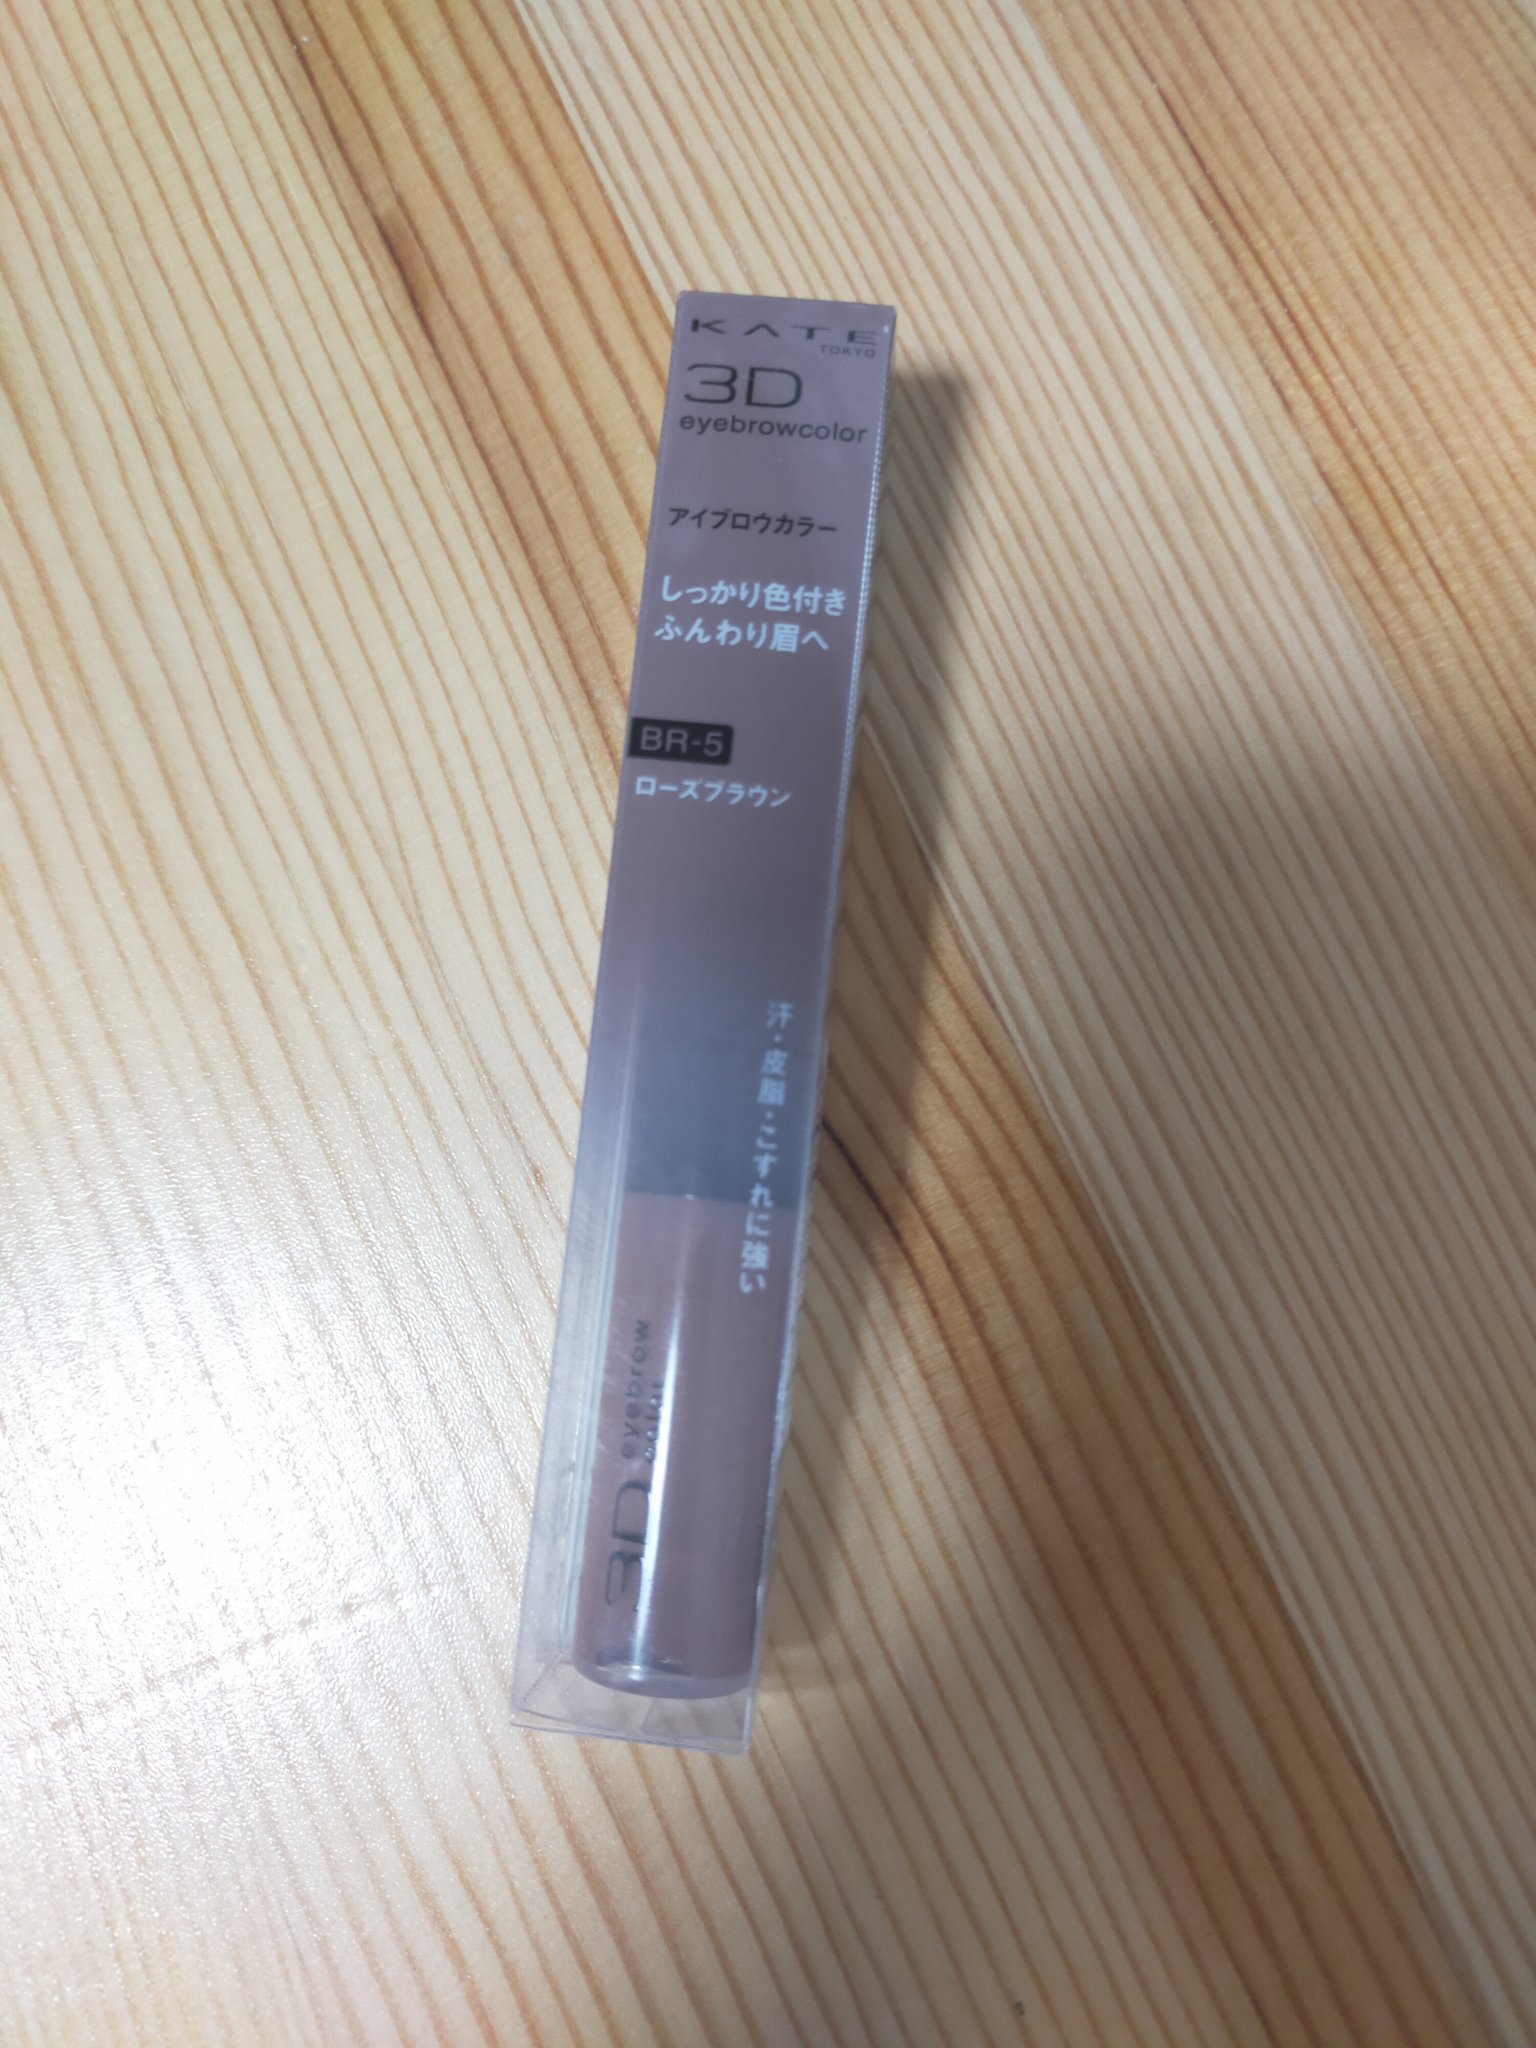 KATE
TOKYO
3D
eyebrowcolor
アイブロウカラー
しっかり色付き
ふんわり眉へ
BR-5
ローズブラウン
汗・皮脂・こすれに強い
3D
eyebrow
color